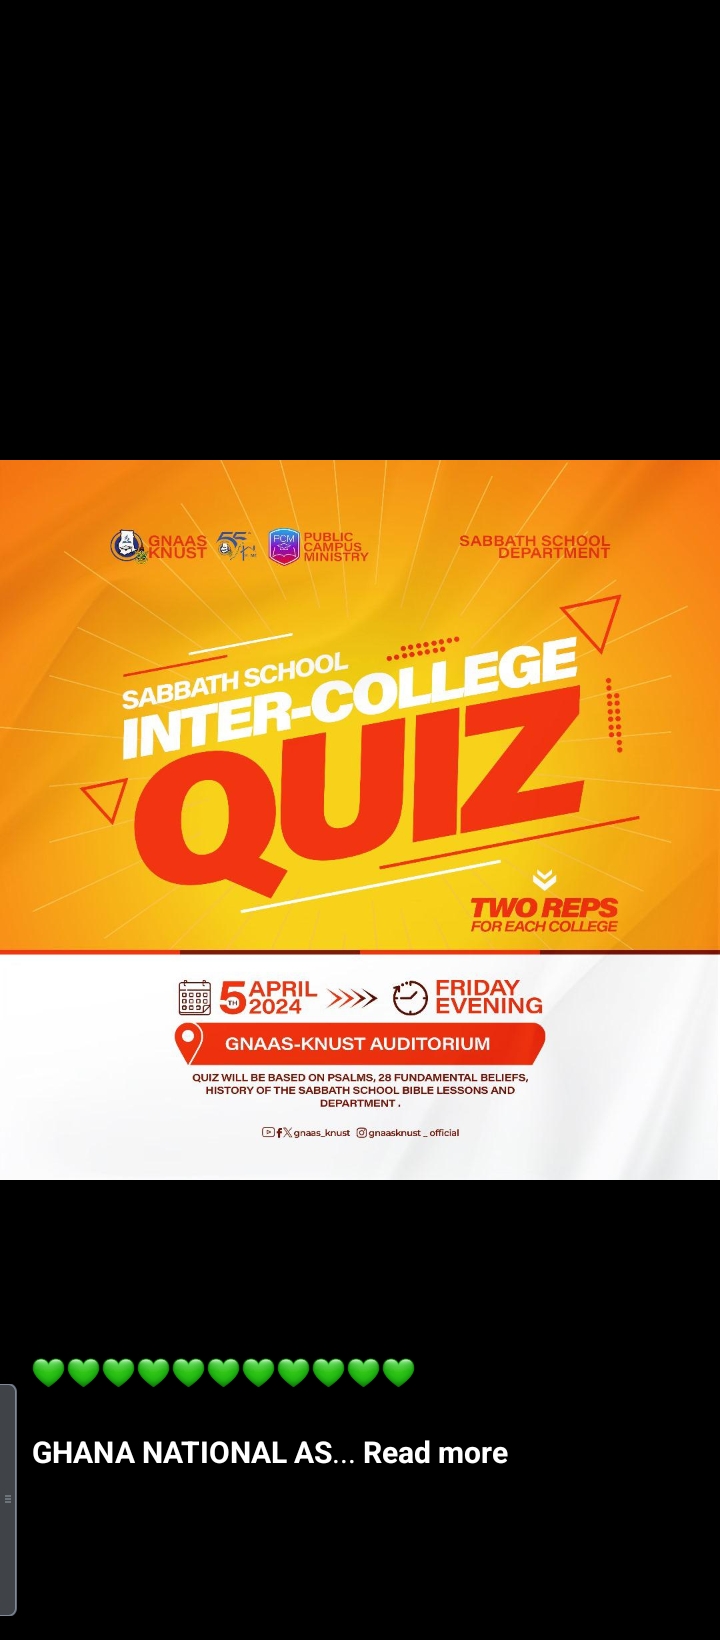 GNAAS
KNUST
PUBLIC
CAMPUS
MINISTRY
PCM
SABBATH SCHOOL
DEPARTMENT
SABBATH SCHOOL
INTER-COLLEGE
QUIZ
TWO REPS
FOR EACH COLLEGE
5TH APRIL 2024
FRIDAY EVENING
GNAAS-KNUST AUDITORIUM
QUIZ WILL BE BASED ON PSALMS, 28 FUNDAMENTAL BELIEFS,
HISTORY OF THE SABBATH SCHOOL BIBLE LESSONS AND
DEPARTMENT .
gnaas_knust gnaasknust _ official
💚💚💚💚💚💚💚💚💚💚💚
GHANA NATIONAL AS... Read more